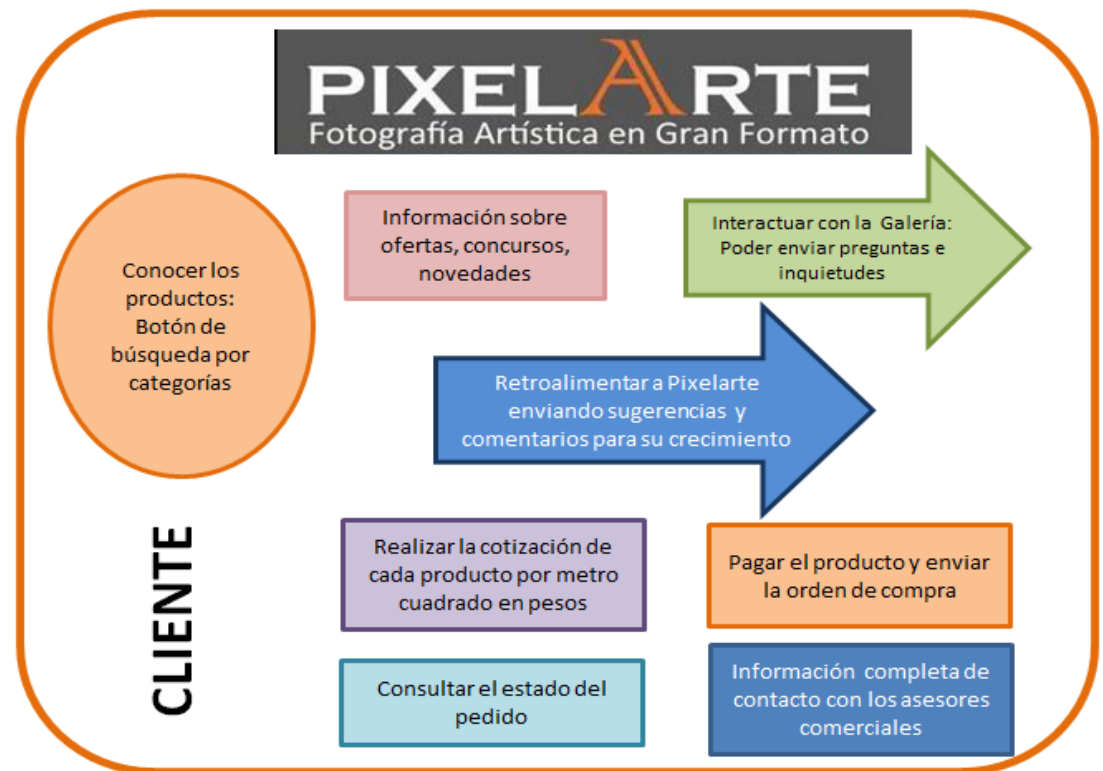 PIXELARTE
Fotografía Artística en Gran Formato
Conocer los
productos:
Botón de
búsqueda por
categorías
Información sobre
ofertas, concursos,
novedades
Interactuar con la Galería:
Poder enviar preguntas e
inquietudes
Retroalimentar a Pixelarte
enviando sugerencias y
comentarios para su crecimiento
CLIENTE
Realizar la cotización de
cada producto por metro
cuadrado en pesos
Pagar el producto y enviar
la orden de compra
Consultar el estado del
pedido
Información completa de
contacto con los asesores
comerciales